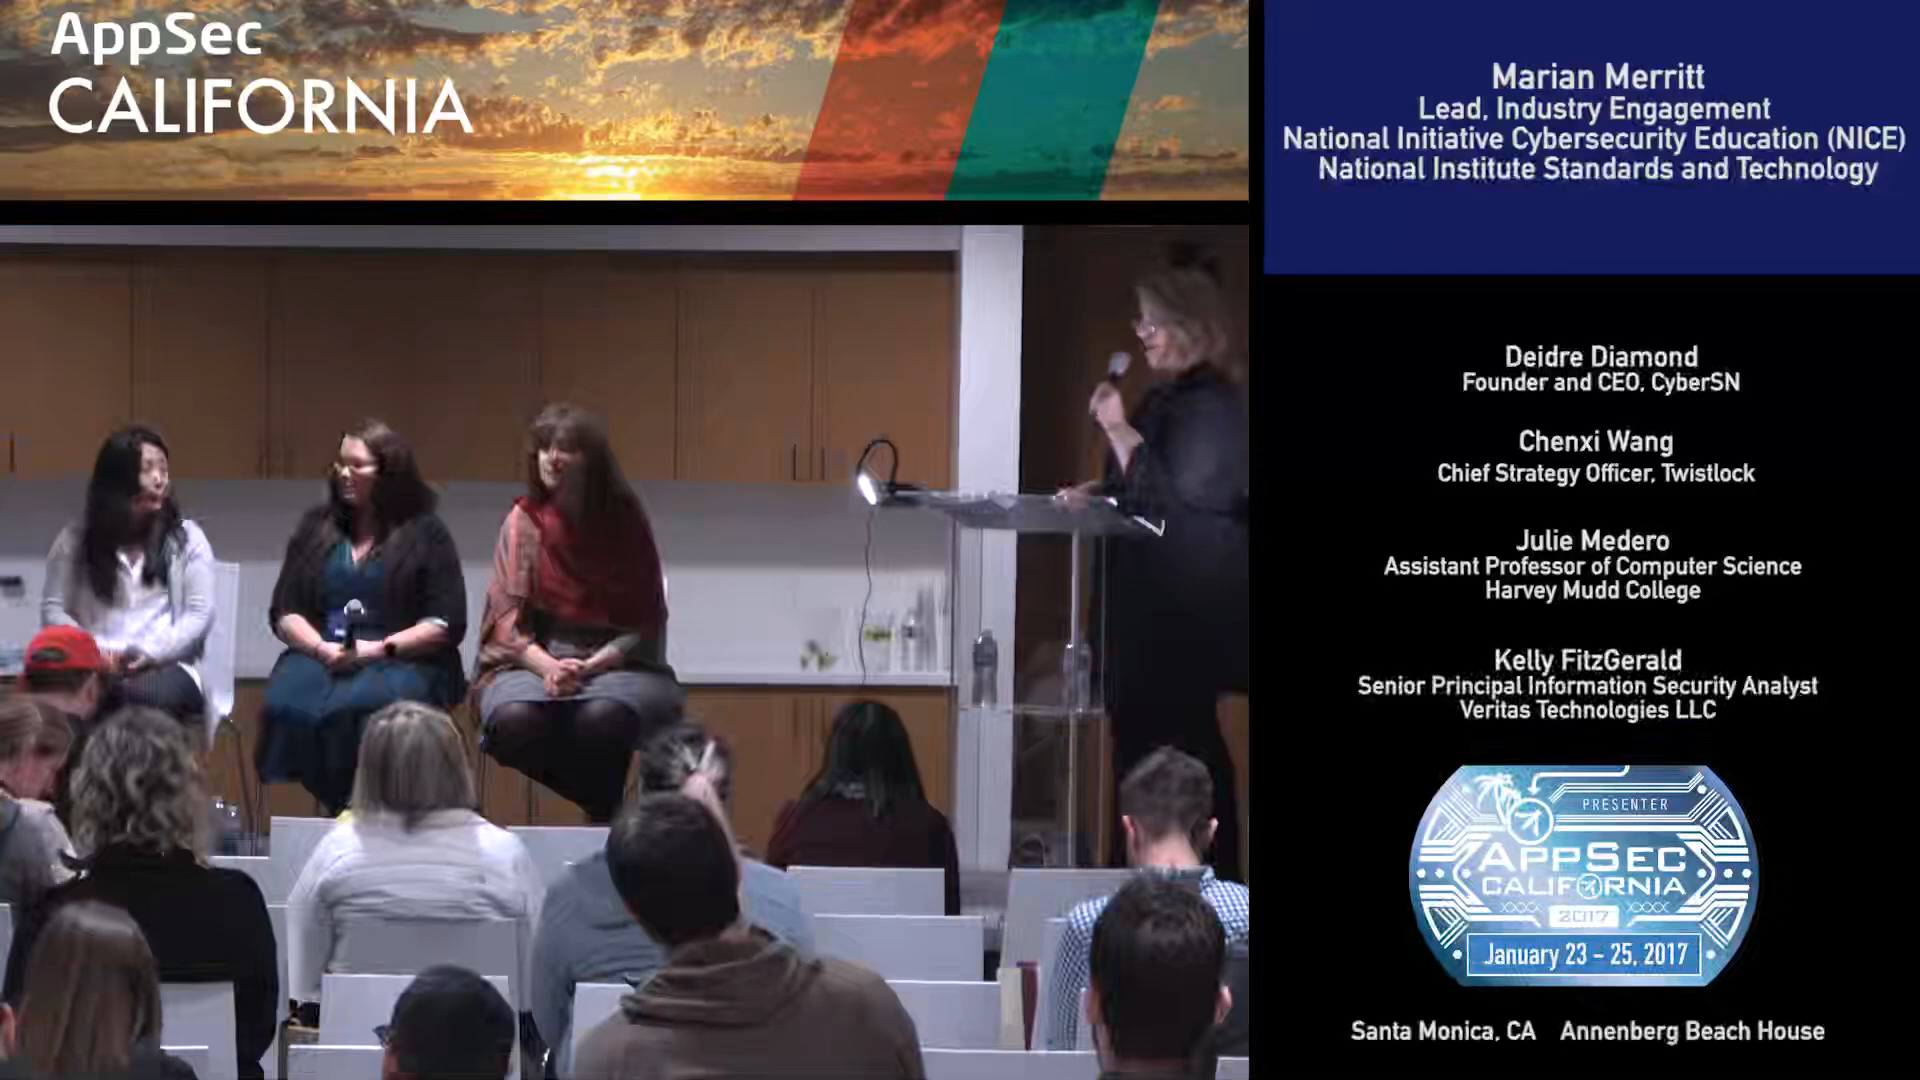 AppSec
CALIFORNIA
Marian Merritt
Lead, Industry Engagement
National Initiative Cybersecurity Education (NICE)
National Institute Standards and Technology
Deidre Diamond
Founder and CEO, CyberSN
Chenxi Wang
Chief Strategy Officer, Twistlock
Julie Medero
Assistant Professor of Computer Science
Harvey Mudd College
Kelly FitzGerald
Senior Principal Information Security Analyst
Veritas Technologies LLC
PRESENTER
APPSEC
CALIFORNIA
2017
January 23 - 25, 2017
Santa Monica, CA Annenberg Beach House